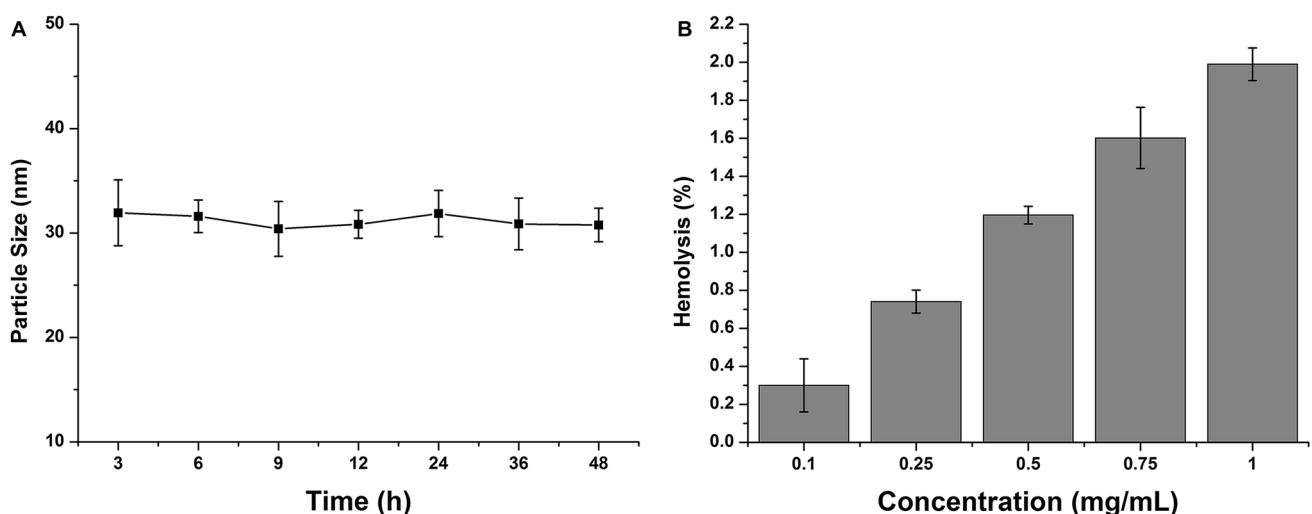 A
50
40
30
20
10
Particle Size (nm)
3 6 9 12 24 36 48
Time (h)
B
2.2
2.0
1.8
1.6
1.4
1.2
1.0
0.8
0.6
0.4
0.2
0.0
Hemolysis (%)
0.1 0.25 0.5 0.75 1
Concentration (mg/mL)